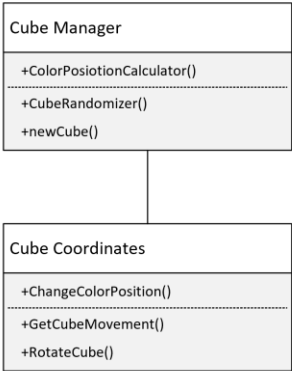 Cube Manager
+ColorPosiotionCalculator()
+CubeRandomizer()
+newCube()
Cube Coordinates
+ChangeColorPosition()
+GetCubeMovement()
+RotateCube()